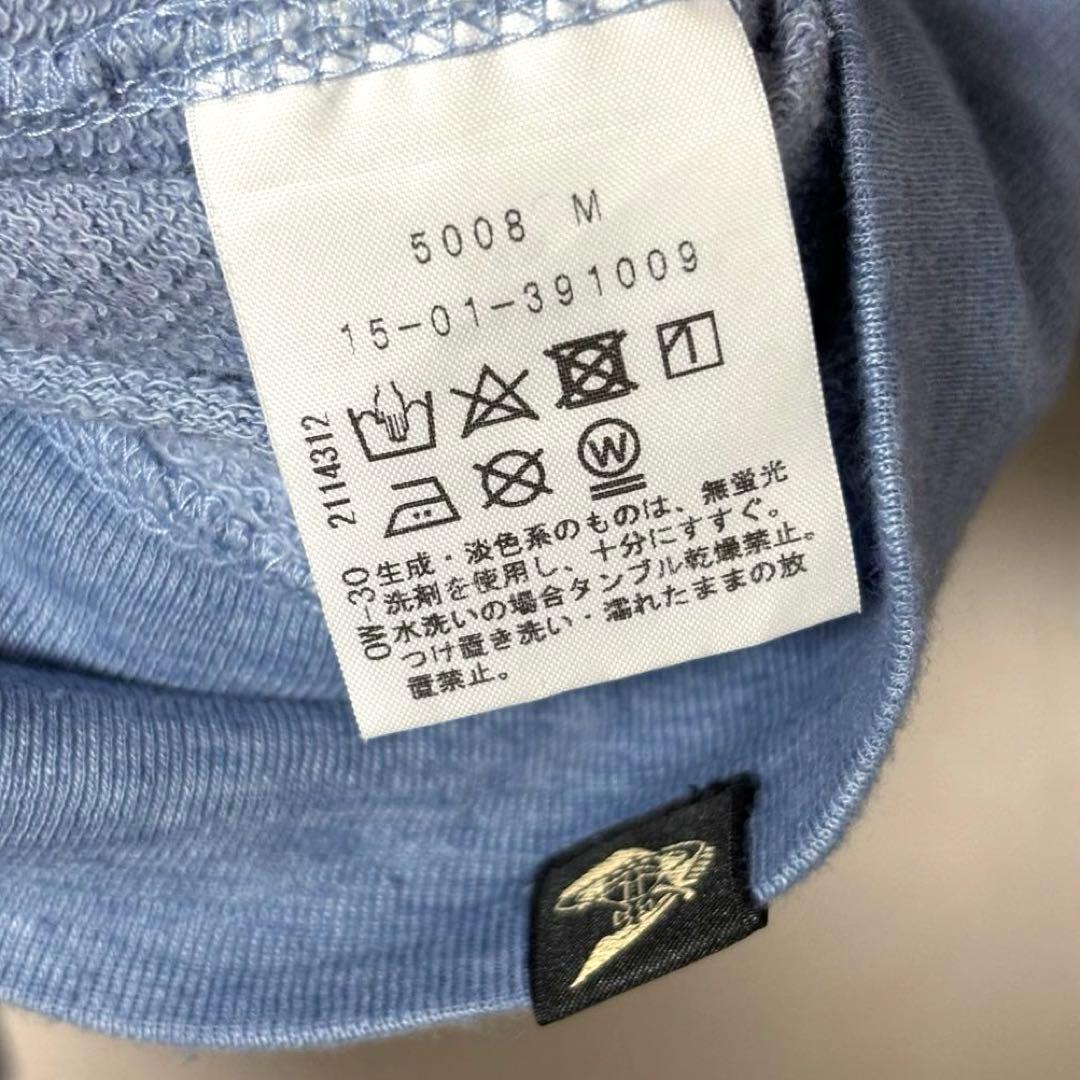 5008 M
15-01-391009
2114312
W
OW-30
生成・淡色系のものは、無蛍光
洗剤を使用し、十分にすすぐ。
水洗いの場合タンブル乾燥禁止。
つけ置き洗い・濡れたままの放
置禁止。